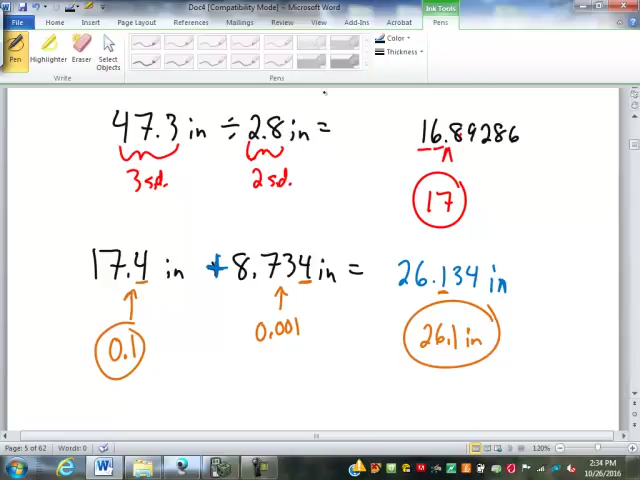 Doc4 [Compatibility Mode] - Microsoft Word
Ink Tools
File Home Insert Page Layout References Mailings Review View Add-Ins Acrobat Pens
Pen Highlighter Eraser Select Objects
Color
Thickness
Write Pens
47.3 in ÷ 2.8 in = 16.89286
3 s.d. 2 s.d. 17
17.4 in + 8.734 in = 26.134 in
0.1 0.001 26.1 in
Page: 5 of 62 Words: 0 120%
2:34 PM
10/26/2016